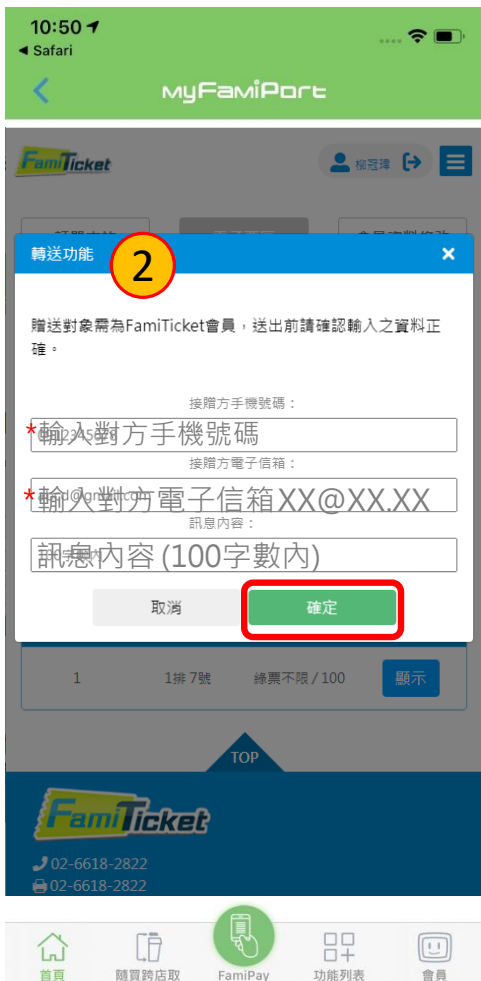 10:50
◀ Safari
MyFamiPort
FamiTicket
柳冠瑋
轉送功能
2
×
贈送對象需為FamiTicket會員，送出前請確認輸入之資料正
確。
接贈方手機號碼：
*輸入對方手機號碼
接贈方電子信箱：
*輸入對方電子信箱XX@XX.XX
訊息內容：
訊息內容(100字數內)
取消
確定
1 1排 7號 綠票不限 / 100 顯示
TOP
FamiTicket
02-6618-2822
02-6618-2822
首頁 隨買跨店取 FamiPay 功能列表 會員